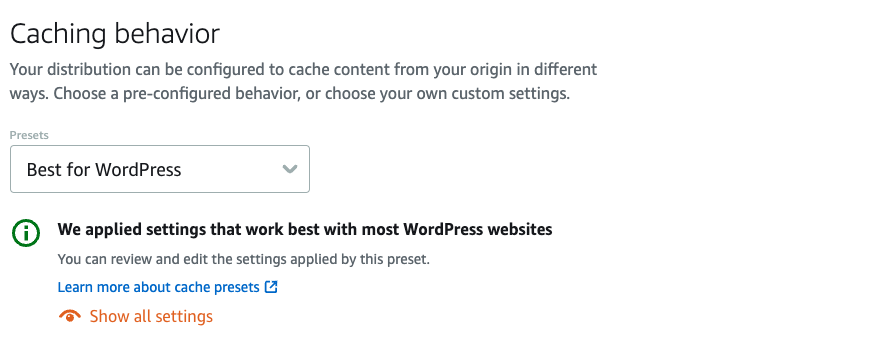 Caching behavior
Your distribution can be configured to cache content from your origin in different
ways. Choose a pre-configured behavior, or choose your own custom settings.
Presets
Best for WordPress
We applied settings that work best with most WordPress websites
You can review and edit the settings applied by this preset.
Learn more about cache presets
Show all settings